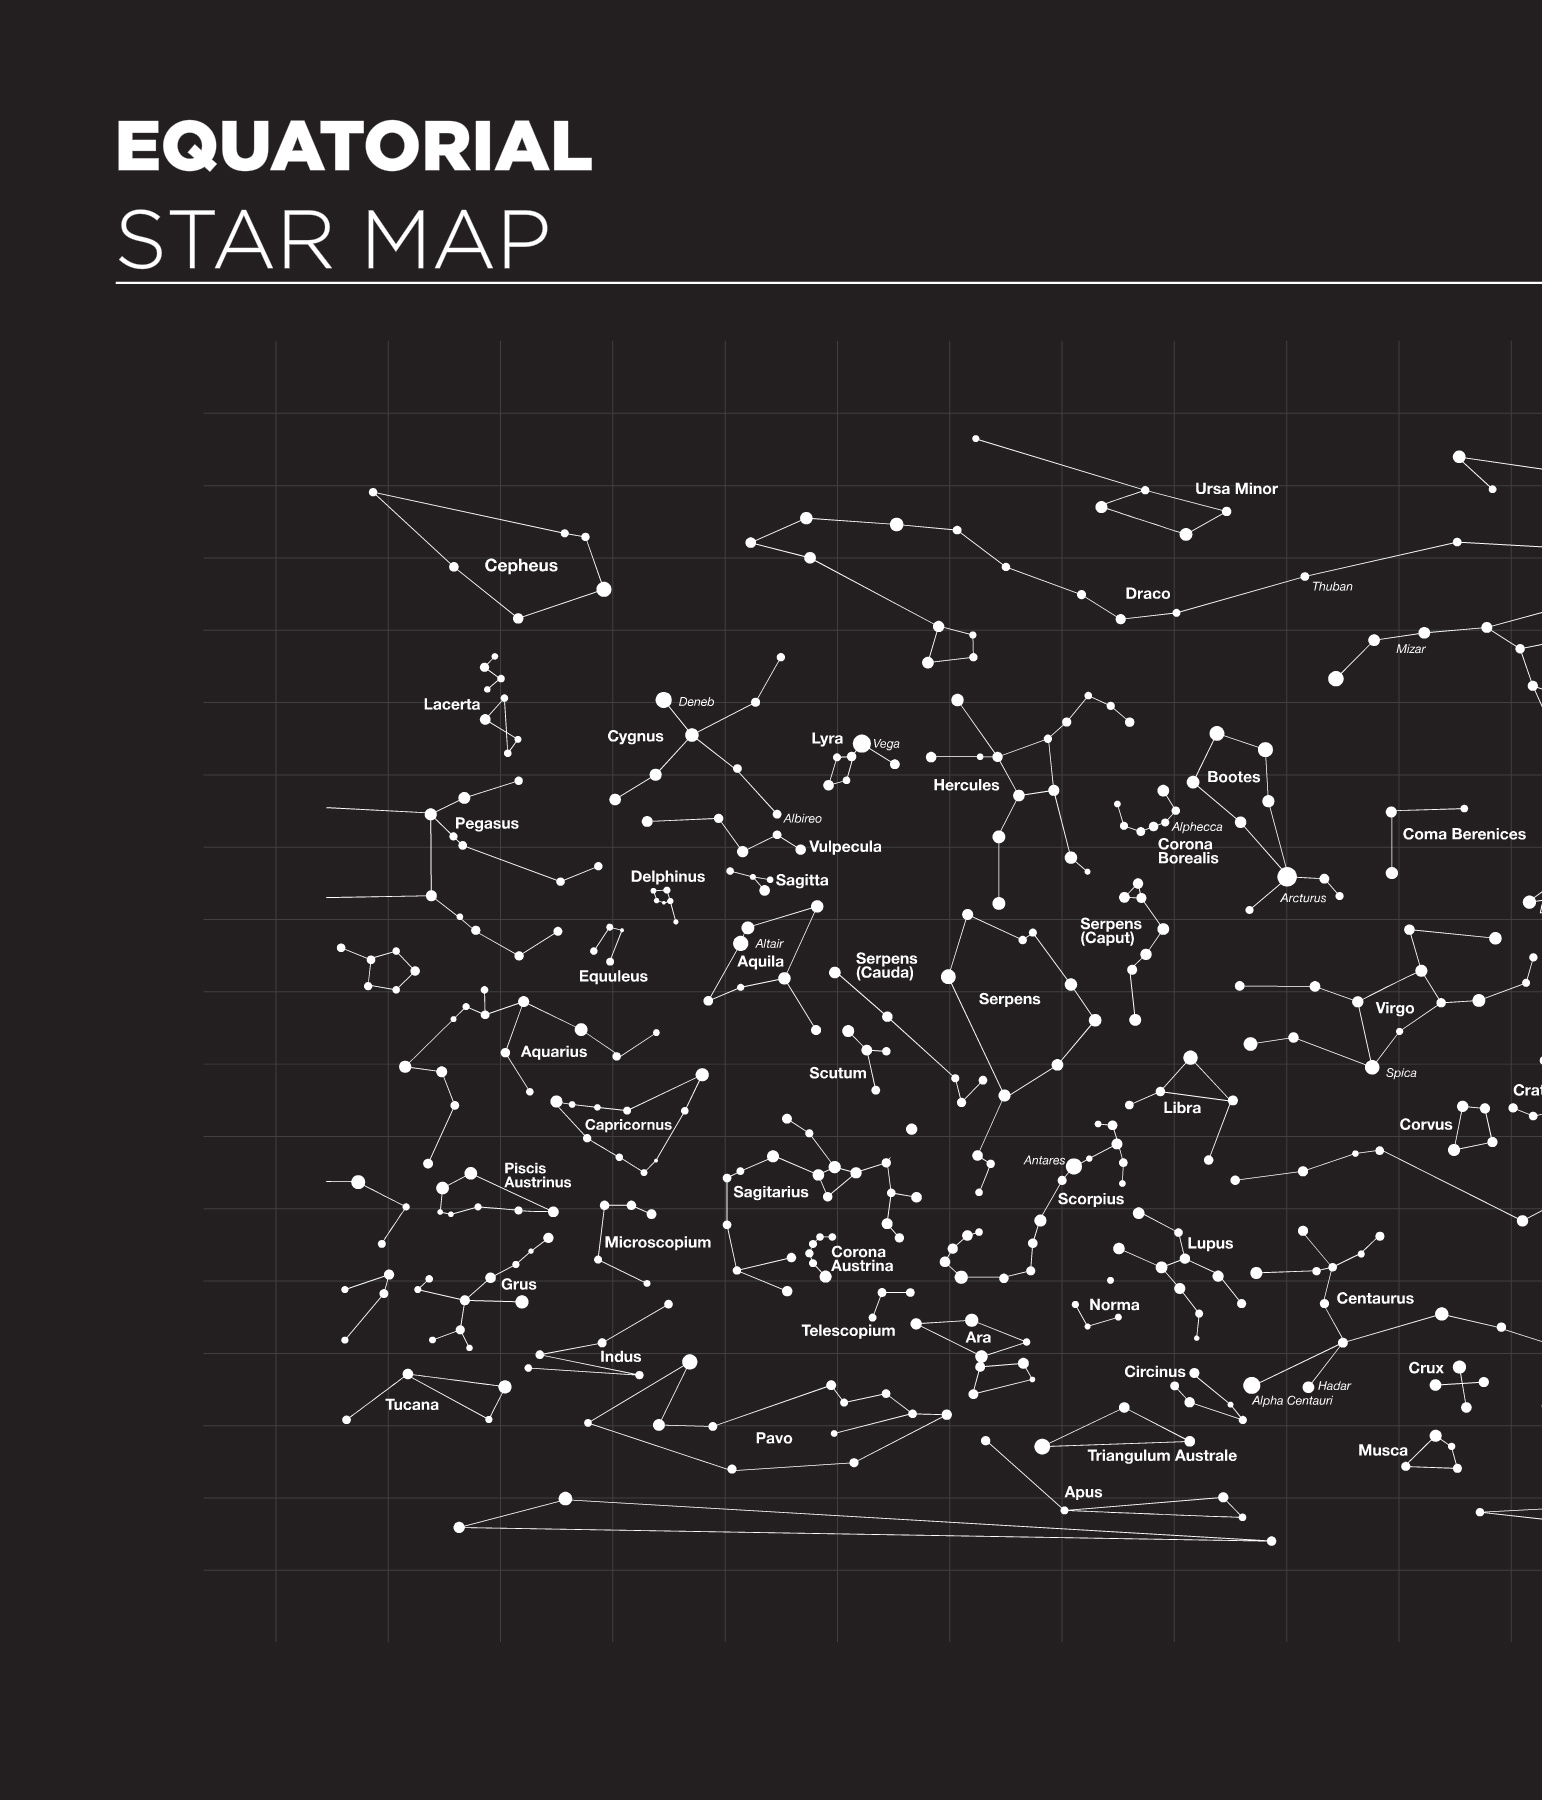 EQUATORIAL
STAR MAP
Ursa Minor
Cepheus
Thuban
Draco
Mizar
Lacerta
Deneb
Cygnus
Lyra
Vega
Bootes
Hercules
Albireo
Pegasus
Alphecca
Coma Berenices
Vulpecula
Corona
Borealis
Delphinus
Sagitta
Arcturus
Serpens
(Caput)
Altair
Aquila
Serpens
(Cauda)
Equuleus
Serpens
Virgo
Aquarius
Scutum
Spica
Crat
Libra
Capricornus
Corvus
Antares
Piscis
Austrinus
Sagitarius
Scorpius
Microscopium
Corona
Austrina
Lupus
Grus
Norma
Centaurus
Telescopium
Ara
Indus
Circinus
Crux
Hadar
Alpha Centauri
Tucana
Pavo
Musca
Triangulum Australe
Apus